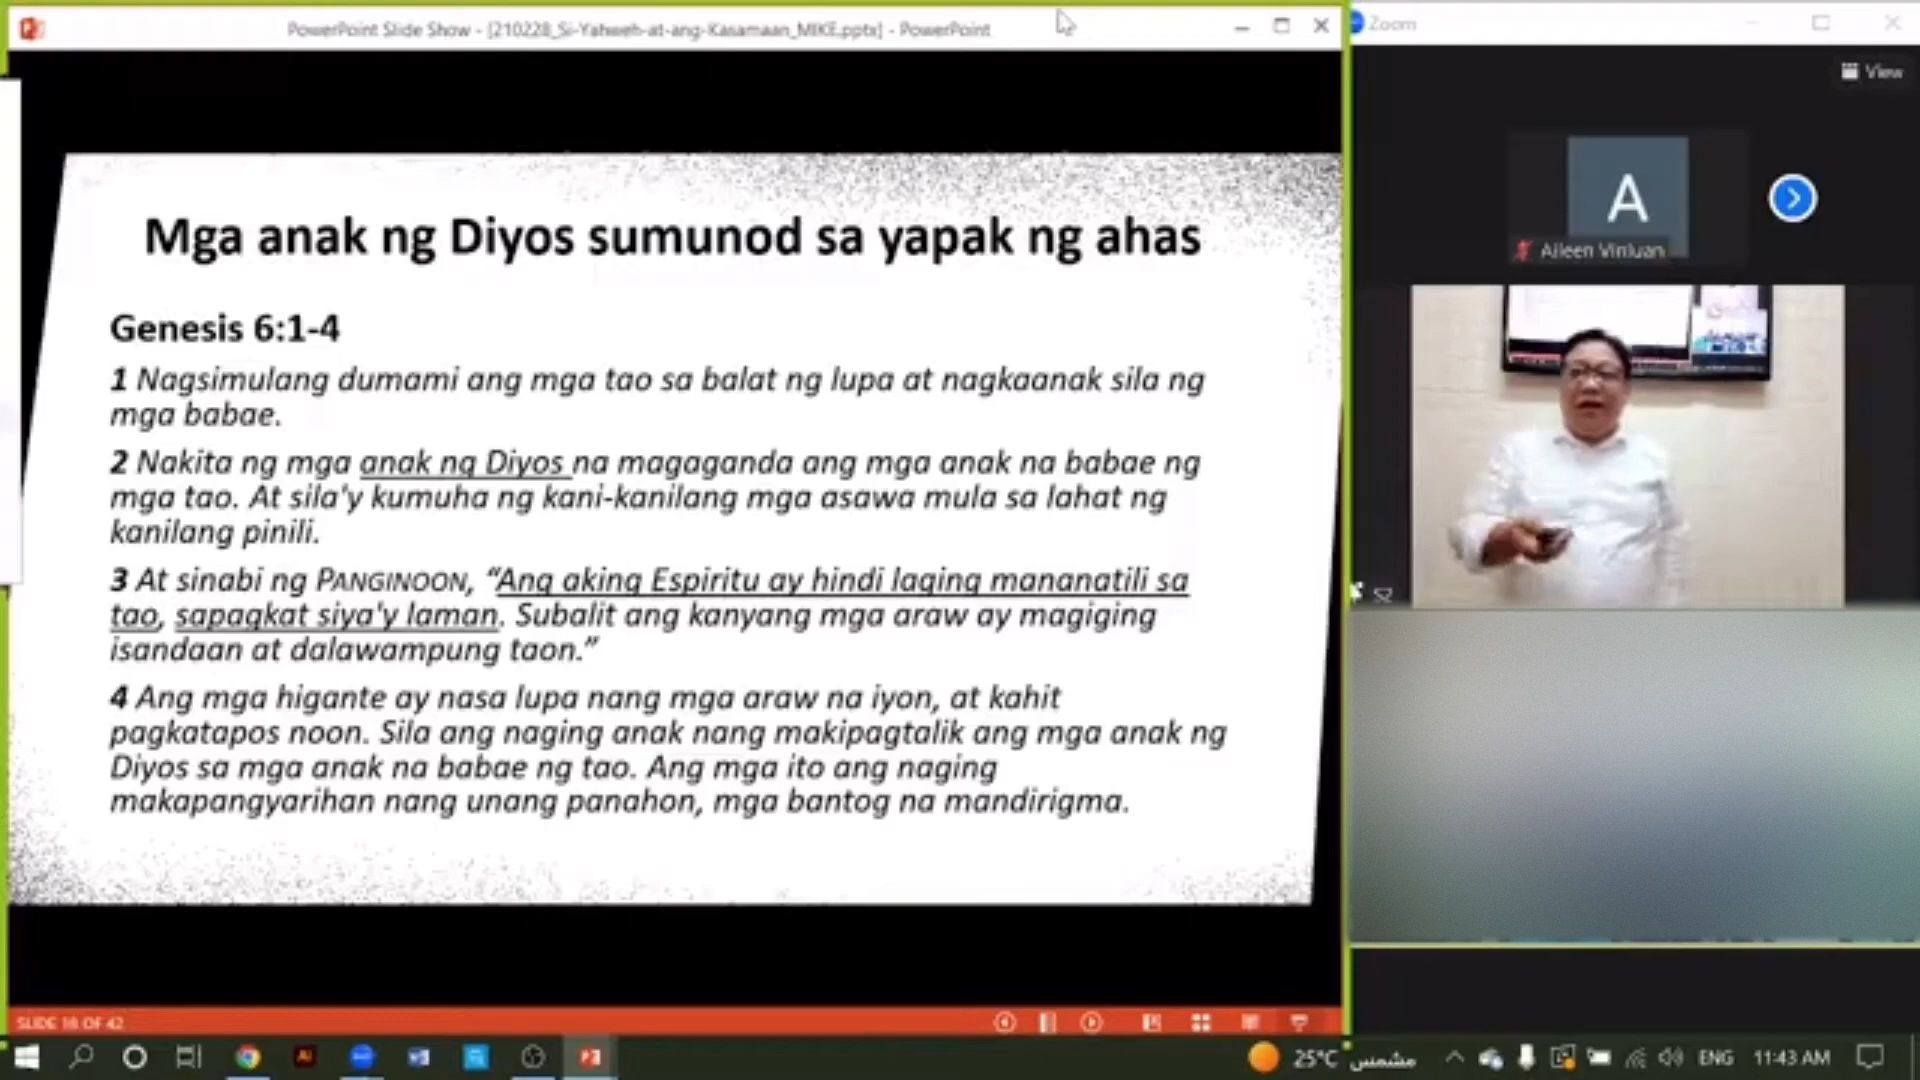 PowerPoint Slide Show - [210228_Si-Yahweh-at-ang-Kasamaan_MIKE.pptx] - PowerPoint
Zoom
View
A
Aileen Vinluan
Mga anak ng Diyos sumunod sa yapak ng ahas
Genesis 6:1-4
1 Nagsimulang dumami ang mga tao sa balat ng lupa at nagkaanak sila ng
mga babae.
2 Nakita ng mga anak ng Diyos na magaganda ang mga anak na babae ng
mga tao. At sila'y kumuha ng kani-kanilang mga asawa mula sa lahat ng
kanilang pinili.
3 At sinabi ng PANGINOON, “Ang aking Espiritu ay hindi laging mananatili sa
tao, sapagkat siya'y laman. Subalit ang kanyang mga araw ay magiging
isandaan at dalawampung taon.”
4 Ang mga higante ay nasa lupa nang mga araw na iyon, at kahit
pagkatapos noon. Sila ang naging anak nang makipagtalik ang mga anak ng
Diyos sa mga anak na babae ng tao. Ang mga ito ang naging
makapangyarihan nang unang panahon, mga bantog na mandirigma.
OF 42
25°C مشمس
ENG
11:43 AM